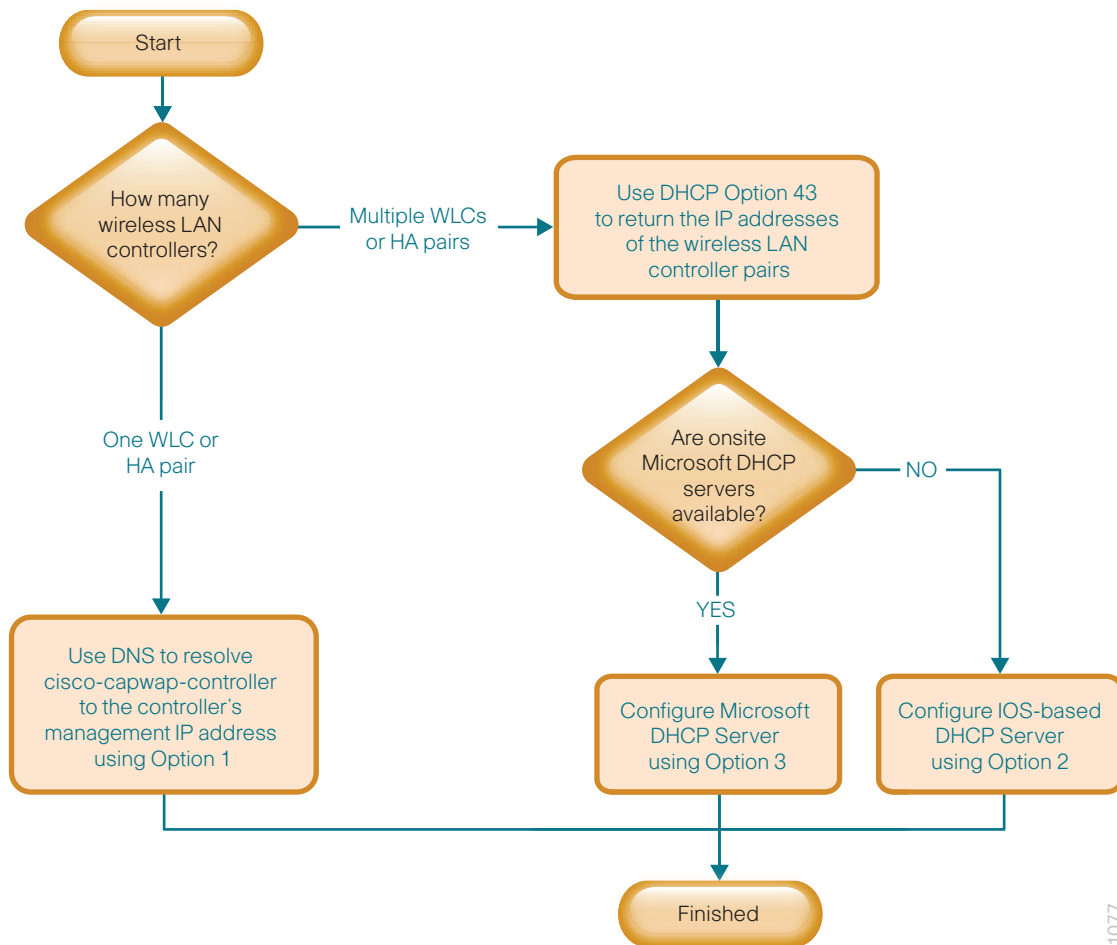 Start
How many
wireless LAN
controllers?
Multiple WLCs
or HA pairs
Use DHCP Option 43
to return the IP addresses
of the wireless LAN
controller pairs
One WLC or
HA pair
Are onsite
Microsoft DHCP
servers
available?
NO
YES
Use DNS to resolve
cisco-capwap-controller
to the controller’s
management IP address
using Option 1
Configure Microsoft
DHCP Server
using Option 3
Configure IOS-based
DHCP Server
using Option 2
Finished
1077